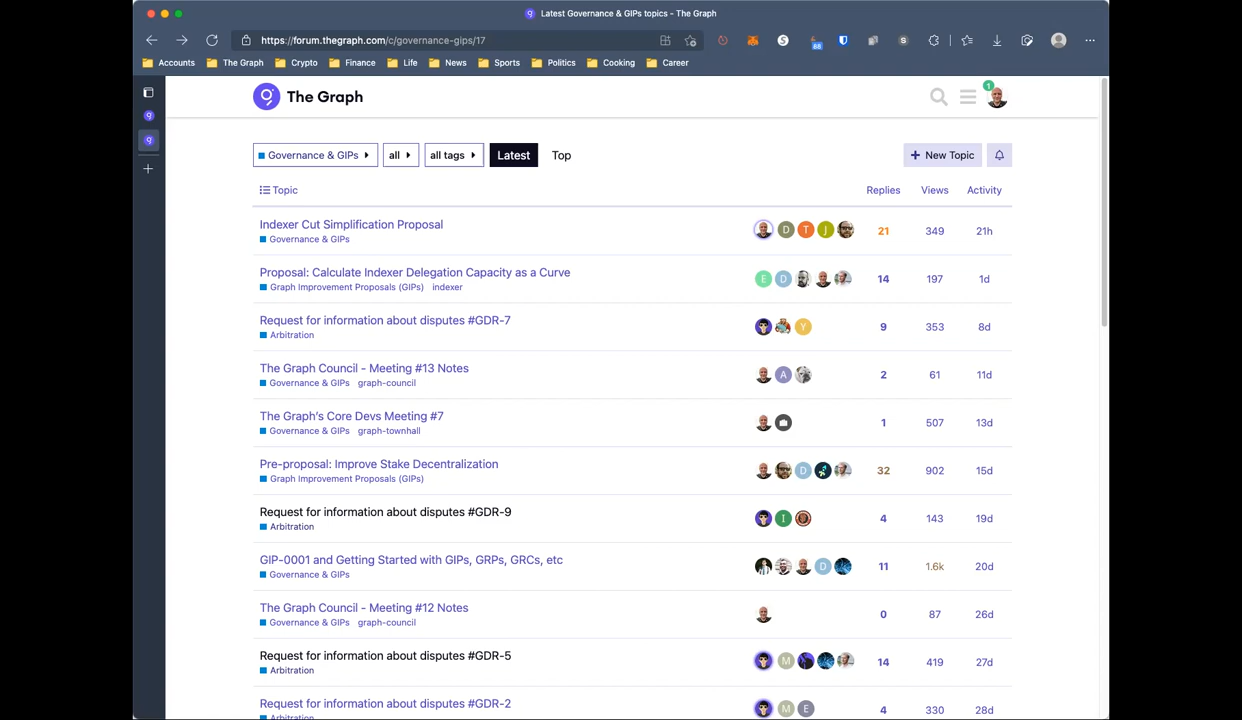 Latest Governance & GIPs topics - The Graph
https://forum.thegraph.com/c/governance-gips/17
68
Accounts The Graph Crypto Finance Life News Sports Politics Cooking Career
The Graph
1
Governance & GIPs all all tags Latest Top + New Topic
Topic Replies Views Activity
Indexer Cut Simplification Proposal
Governance & GIPs
D T J 21 349 21h
Proposal: Calculate Indexer Delegation Capacity as a Curve
Graph Improvement Proposals (GIPs) indexer
E D 14 197 1d
Request for information about disputes #GDR-7
Arbitration
Y 9 353 8d
The Graph Council - Meeting #13 Notes
Governance & GIPs graph-council
A 2 61 11d
The Graph's Core Devs Meeting #7
Governance & GIPs graph-townhall
1 507 13d
Pre-proposal: Improve Stake Decentralization
Graph Improvement Proposals (GIPs)
D 32 902 15d
Request for information about disputes #GDR-9
Arbitration
I 4 143 19d
GIP-0001 and Getting Started with GIPs, GRPs, GRCs, etc
Governance & GIPs
D 11 1.6k 20d
The Graph Council - Meeting #12 Notes
Governance & GIPs graph-council
0 87 26d
Request for information about disputes #GDR-5
Arbitration
M 14 419 27d
Request for information about disputes #GDR-2
Arbitration
M E 4 330 28d